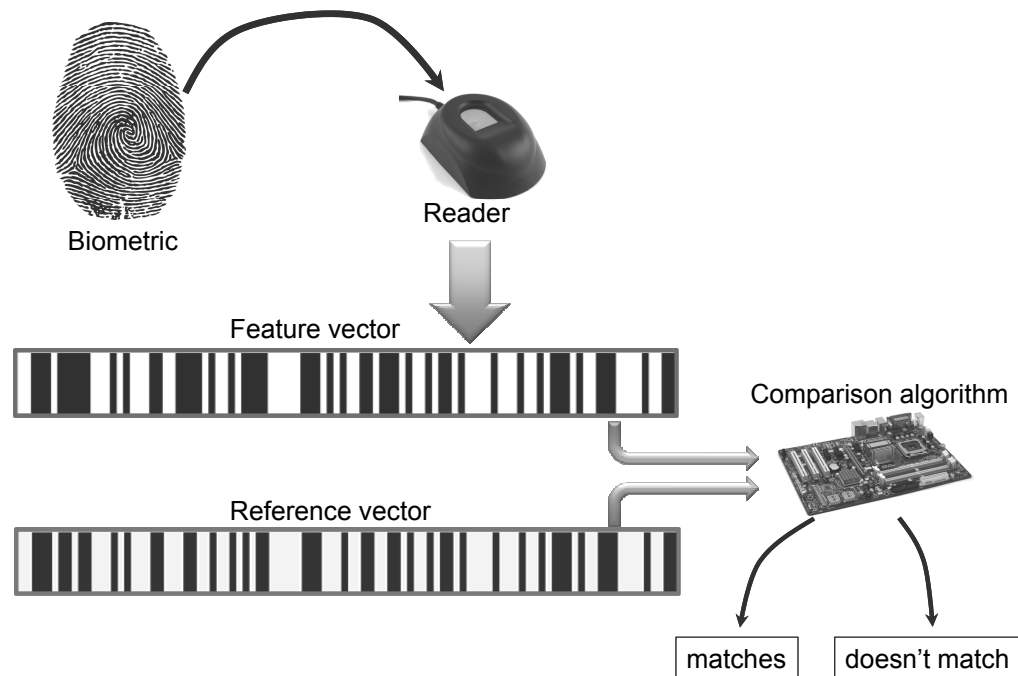 Biometric
Reader
Feature vector
Comparison algorithm
Reference vector
matches
doesn't match